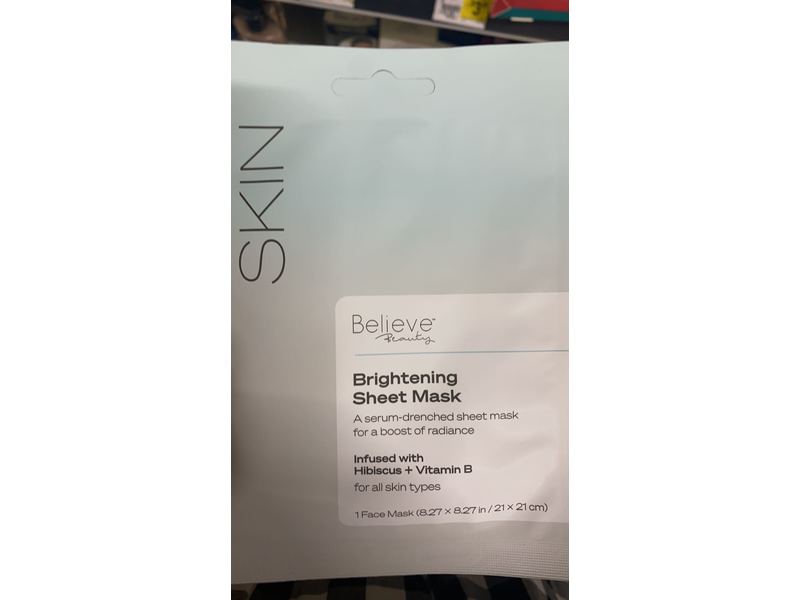 SKIN
Believe™
Beauty
Brightening
Sheet Mask
A serum-drenched sheet mask
for a boost of radiance
Infused with
Hibiscus + Vitamin B
for all skin types
1 Face Mask (8.27 × 8.27 in / 21 × 21 cm)